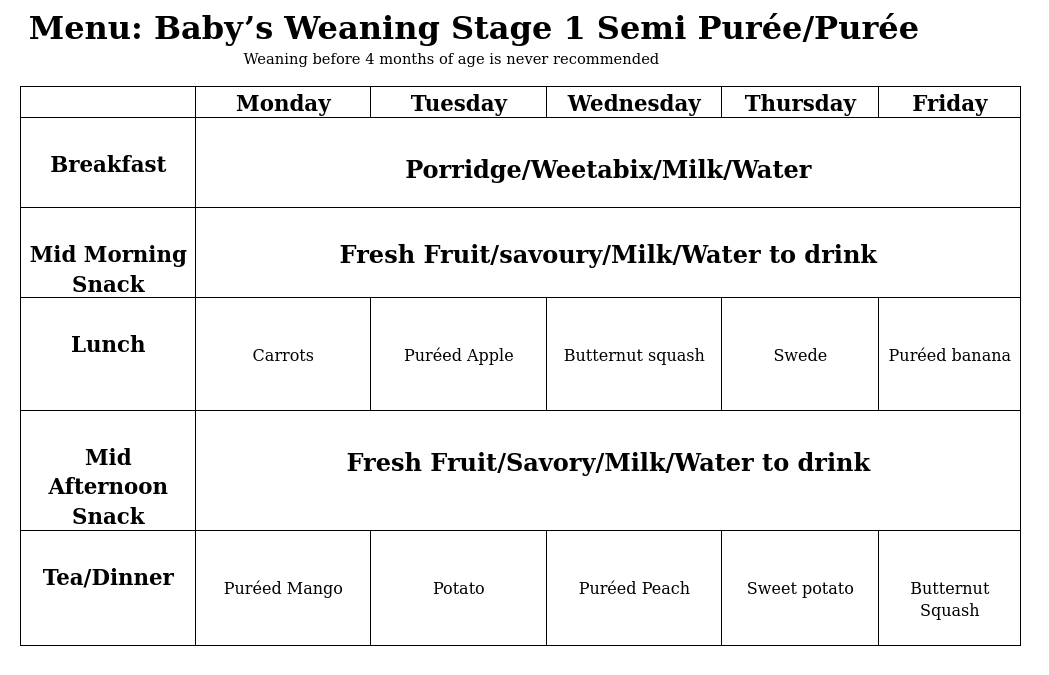 Menu: Baby’s Weaning Stage 1 Semi Purée/Purée
Weaning before 4 months of age is never recommended
Monday Tuesday Wednesday Thursday Friday
Breakfast
Porridge/Weetabix/Milk/Water
Mid Morning
Snack
Fresh Fruit/savoury/Milk/Water to drink
Lunch
Carrots Puréed Apple Butternut squash Swede Puréed banana
Mid
Afternoon
Snack
Fresh Fruit/Savory/Milk/Water to drink
Tea/Dinner
Puréed Mango Potato Puréed Peach Sweet potato Butternut
Squash